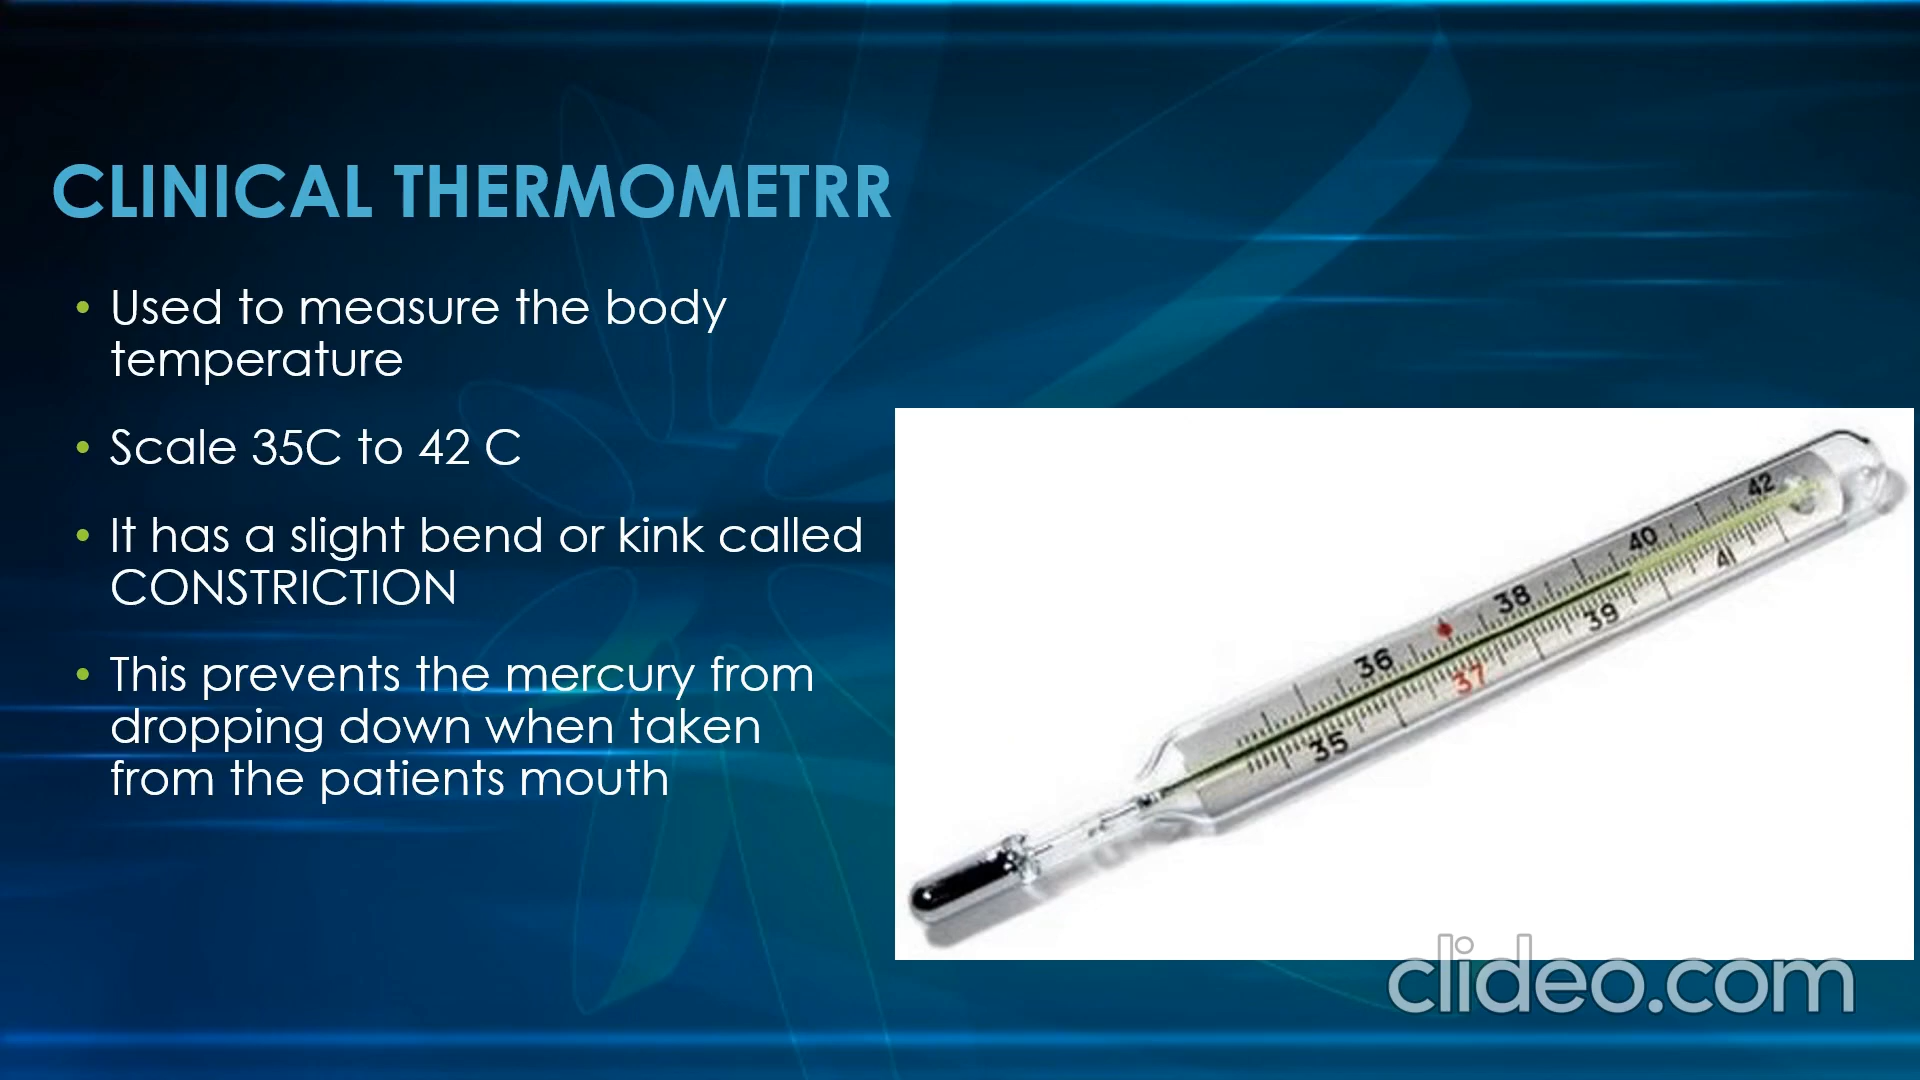 CLINICAL THERMOMETRR
• Used to measure the body
temperature
• Scale 35C to 42 C
• It has a slight bend or kink called
CONSTRICTION
• This prevents the mercury from
dropping down when taken
from the patients mouth
42
40
41
38
39
36
37
35
clideo.com